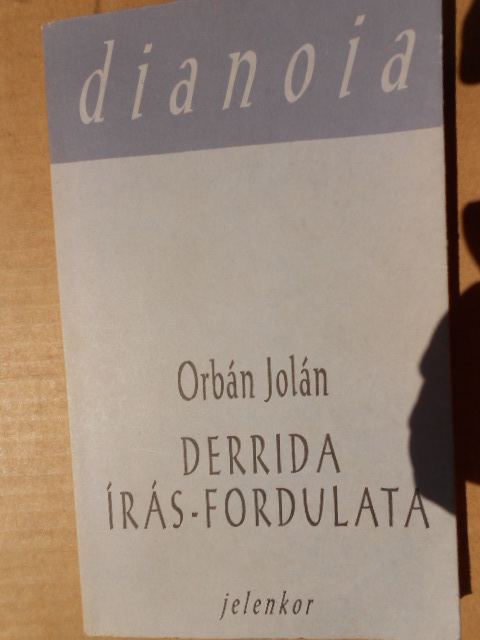 dianoia
Orbán Jolán
DERRIDA
ÍRÁS-FORDULATA
jelenkor